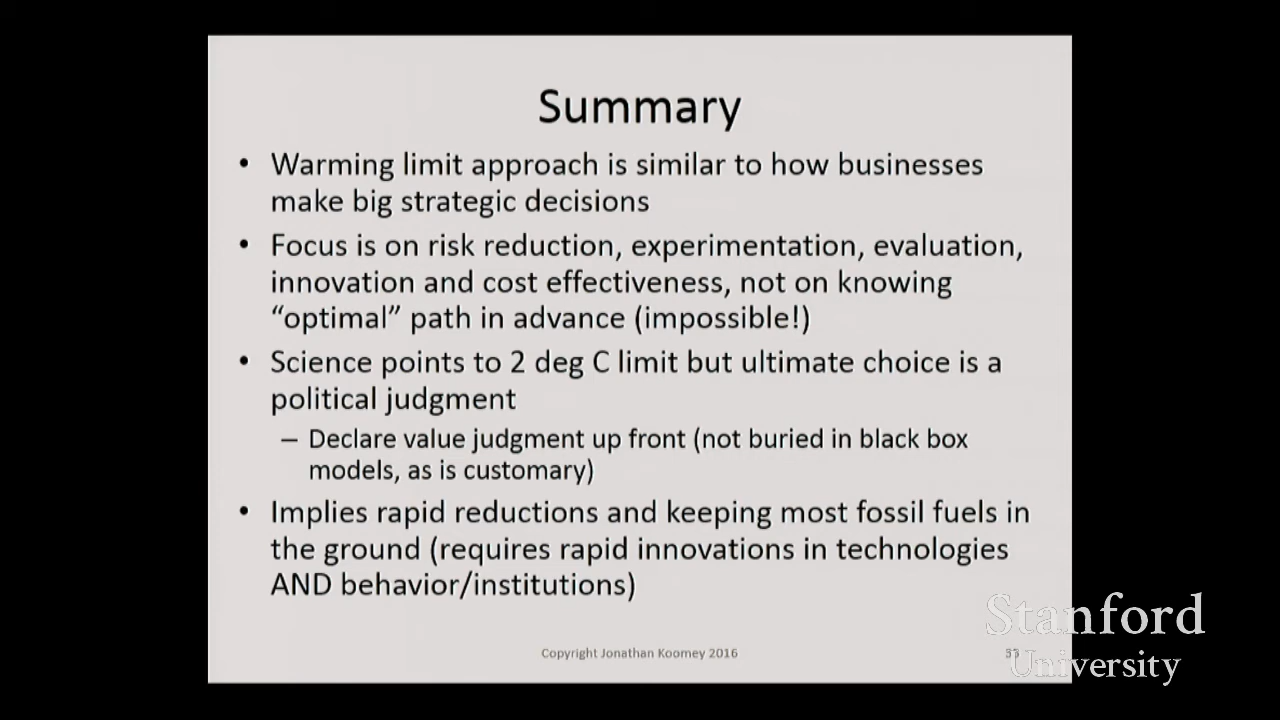 Summary
• Warming limit approach is similar to how businesses
make big strategic decisions
• Focus is on risk reduction, experimentation, evaluation,
innovation and cost effectiveness, not on knowing
“optimal” path in advance (impossible!)
• Science points to 2 deg C limit but ultimate choice is a
political judgment
– Declare value judgment up front (not buried in black box
models, as is customary)
• Implies rapid reductions and keeping most fossil fuels in
the ground (requires rapid innovations in technologies
AND behavior/institutions)
Copyright Jonathan Koomey 2016
Stanford
University